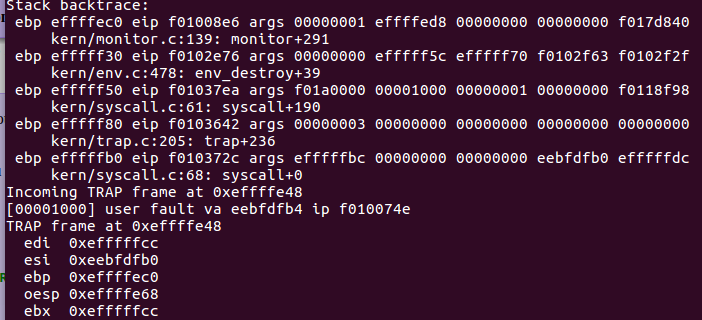 Stack backtrace:
ebp effffec0 eip f01008e6 args 00000001 effffed8 00000000 00000000 f017d840
kern/monitor.c:139: monitor+291
ebp efffff30 eip f0102e76 args 00000000 efffff5c efffff70 f0102f63 f0102f2f
kern/env.c:478: env_destroy+39
ebp efffff50 eip f01037ea args f01a0000 00001000 00000001 00000000 f0118f98
kern/syscall.c:61: syscall+190
ebp efffff80 eip f0103642 args 00000003 00000000 00000000 00000000 00000000
kern/trap.c:205: trap+236
ebp efffffb0 eip f010372c args efffffbc 00000000 00000000 eebfdfb0 efffffdc
kern/syscall.c:68: syscall+0
Incoming TRAP frame at 0xeffffe48
[00001000] user fault va eebfdfb4 ip f010074e
TRAP frame at 0xeffffe48
edi 0xefffffcc
esi 0xeebfdfb0
ebp 0xeffffec0
oesp 0xeffffe68
ebx 0xefffffcc